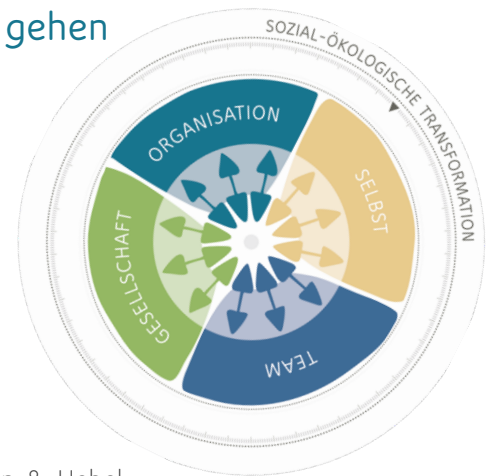 gehen
SOZIAL-ÖKOLOGISCHE TRANSFORMATION
ORGANISATION
SELBST
GESELLSCHAFT
TEAM